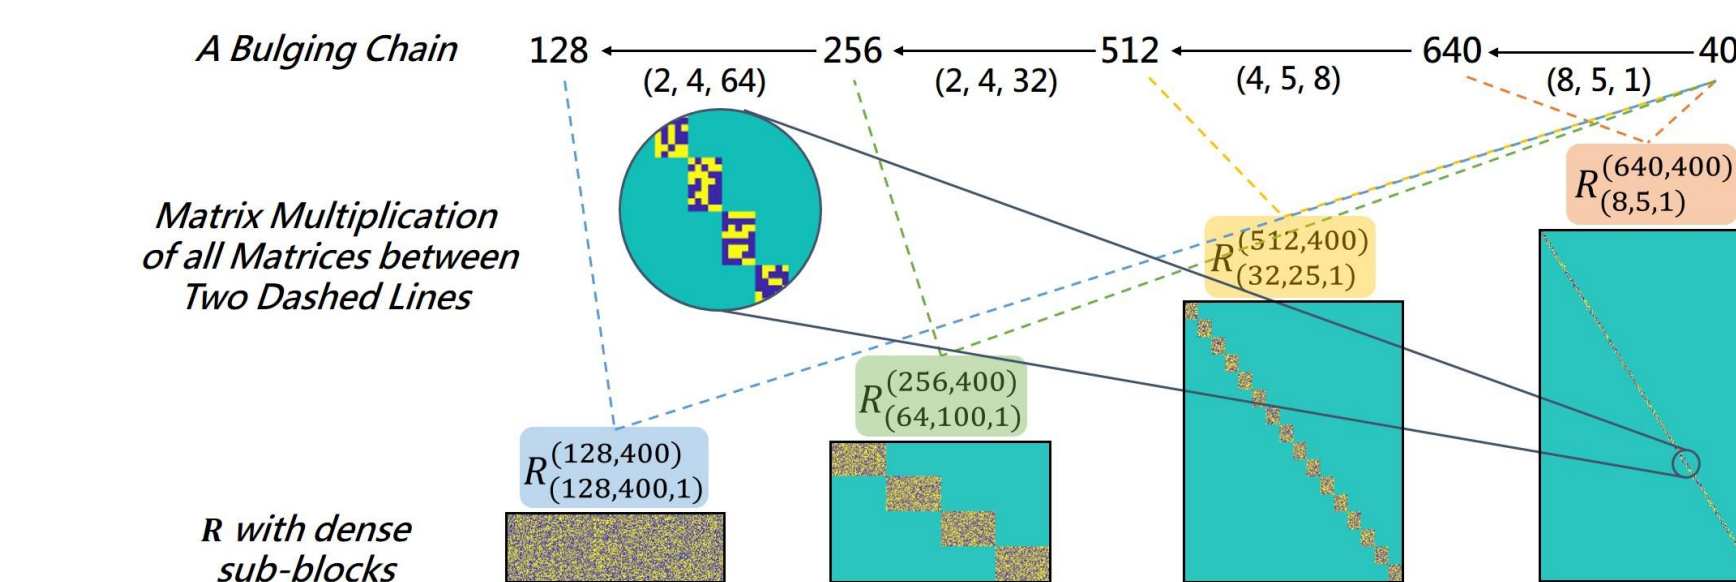 A Bulging Chain 128 256 512 640 40
(2, 4, 64) (2, 4, 32) (4, 5, 8) (8, 5, 1)
R^{(640,400)}_{(8,5,1)}
Matrix Multiplication
of all Matrices between
Two Dashed Lines
R^{(512,400)}_{(32,25,1)}
R^{(256,400)}_{(64,100,1)}
R^{(128,400)}_{(128,400,1)}
R with dense
sub-blocks